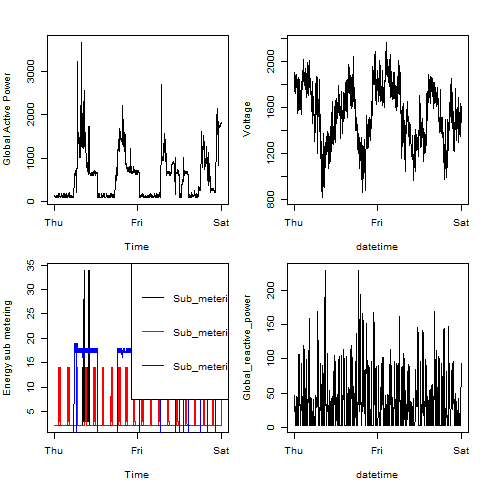 Global Active Power
0 1000 2000 3000
Thu Fri Sat
Time
Voltage
800 1200 1600 2000
Thu Fri Sat
datetime
Energy sub metering
5 10 15 20 25 30 35
Sub_meteri
Sub_meteri
Sub_meteri
Thu Fri Sat
Time
Global_reactive_power
0 50 100 150 200
Thu Fri Sat
datetime